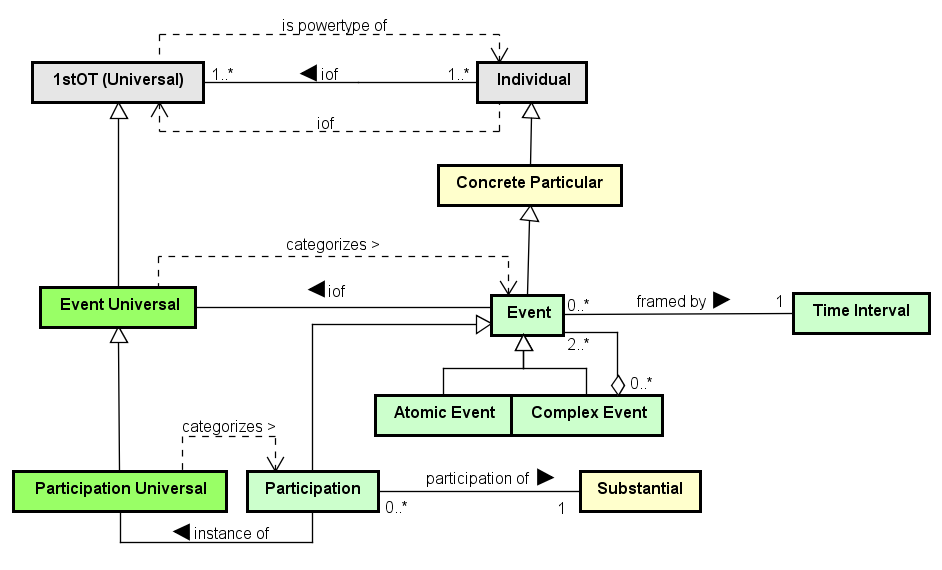 is powertype of
1stOT (Universal)
1..*
iof
1..*
Individual
iof
Concrete Particular
categorizes >
Event Universal
iof
Event
0..*
framed by
1
Time Interval
2..*
0..*
Atomic Event
Complex Event
categorizes >
Participation Universal
Participation
participation of
0..*
1
Substantial
instance of